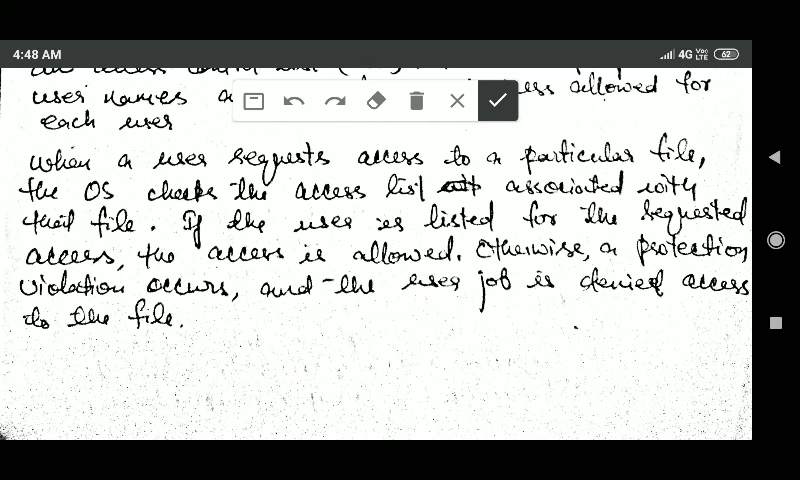 4:48 AM
4G VoLTE 62
user names a ess allowed for
each user
when a user requests access to a particular file,
the OS checks the access list associated with
that file. If the user is listed for the requested
access, the access is allowed. Otherwise, a protection
violation occurs, and the user job is denied access
to the file.